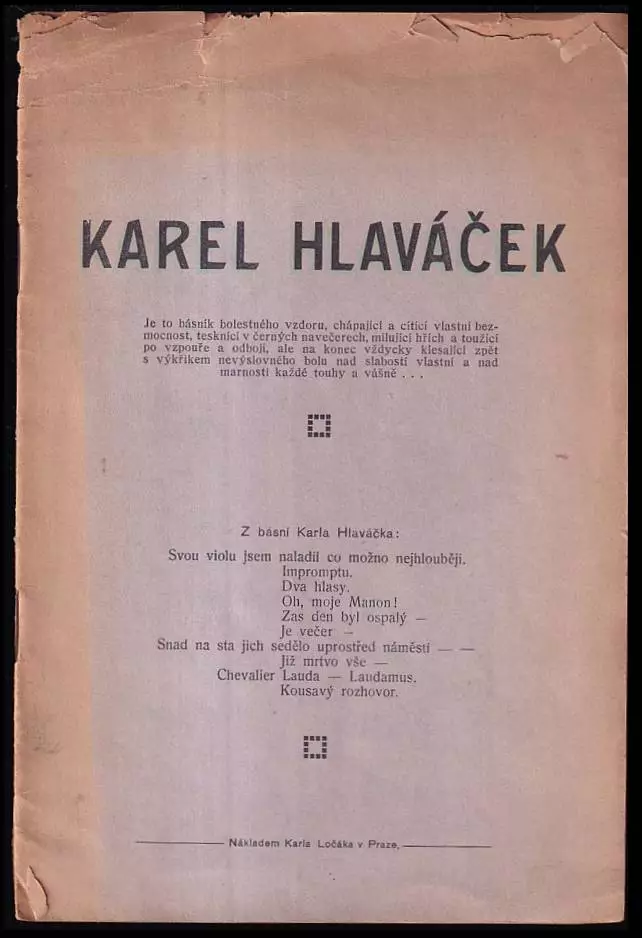 KAREL HLAVÁČEK
Je to básník bolestného vzdoru, chápající a cítící vlastní bez-
mocnost, tesknící v černých navečerech, milující hřích a toužící
po vzpouře a odboji, ale na konec vždycky klesající zpět
s výkřikem nevýslovného bolu nad slabostí vlastní a nad
marností každé touhy a vášně . . .
Z básní Karla Hlaváčka:
Svou violu jsem naladil co možno nejhlouběji.
Impromptu.
Dva hlasy.
Oh, moje Manon!
Zas den byl ospalý —
Je večer —
Snad na sta jich sedělo uprostřed náměstí — —
Již mrtvo vše —
Chevalier Lauda — Laudamus.
Kousavý rozhovor.
Nákladem Karla Ločáka v Praze.